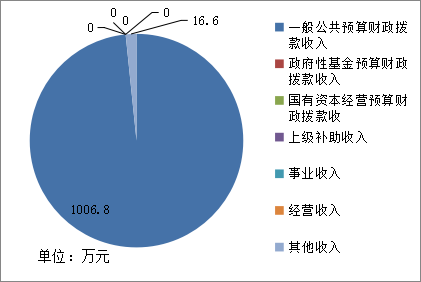 0
0
0
0
0
16.6
1006.8
单位：万元
一般公共预算财政拨
款收入
政府性基金预算财政
拨款收入
国有资本经营预算财
政拨款收
上级补助收入
事业收入
经营收入
其他收入